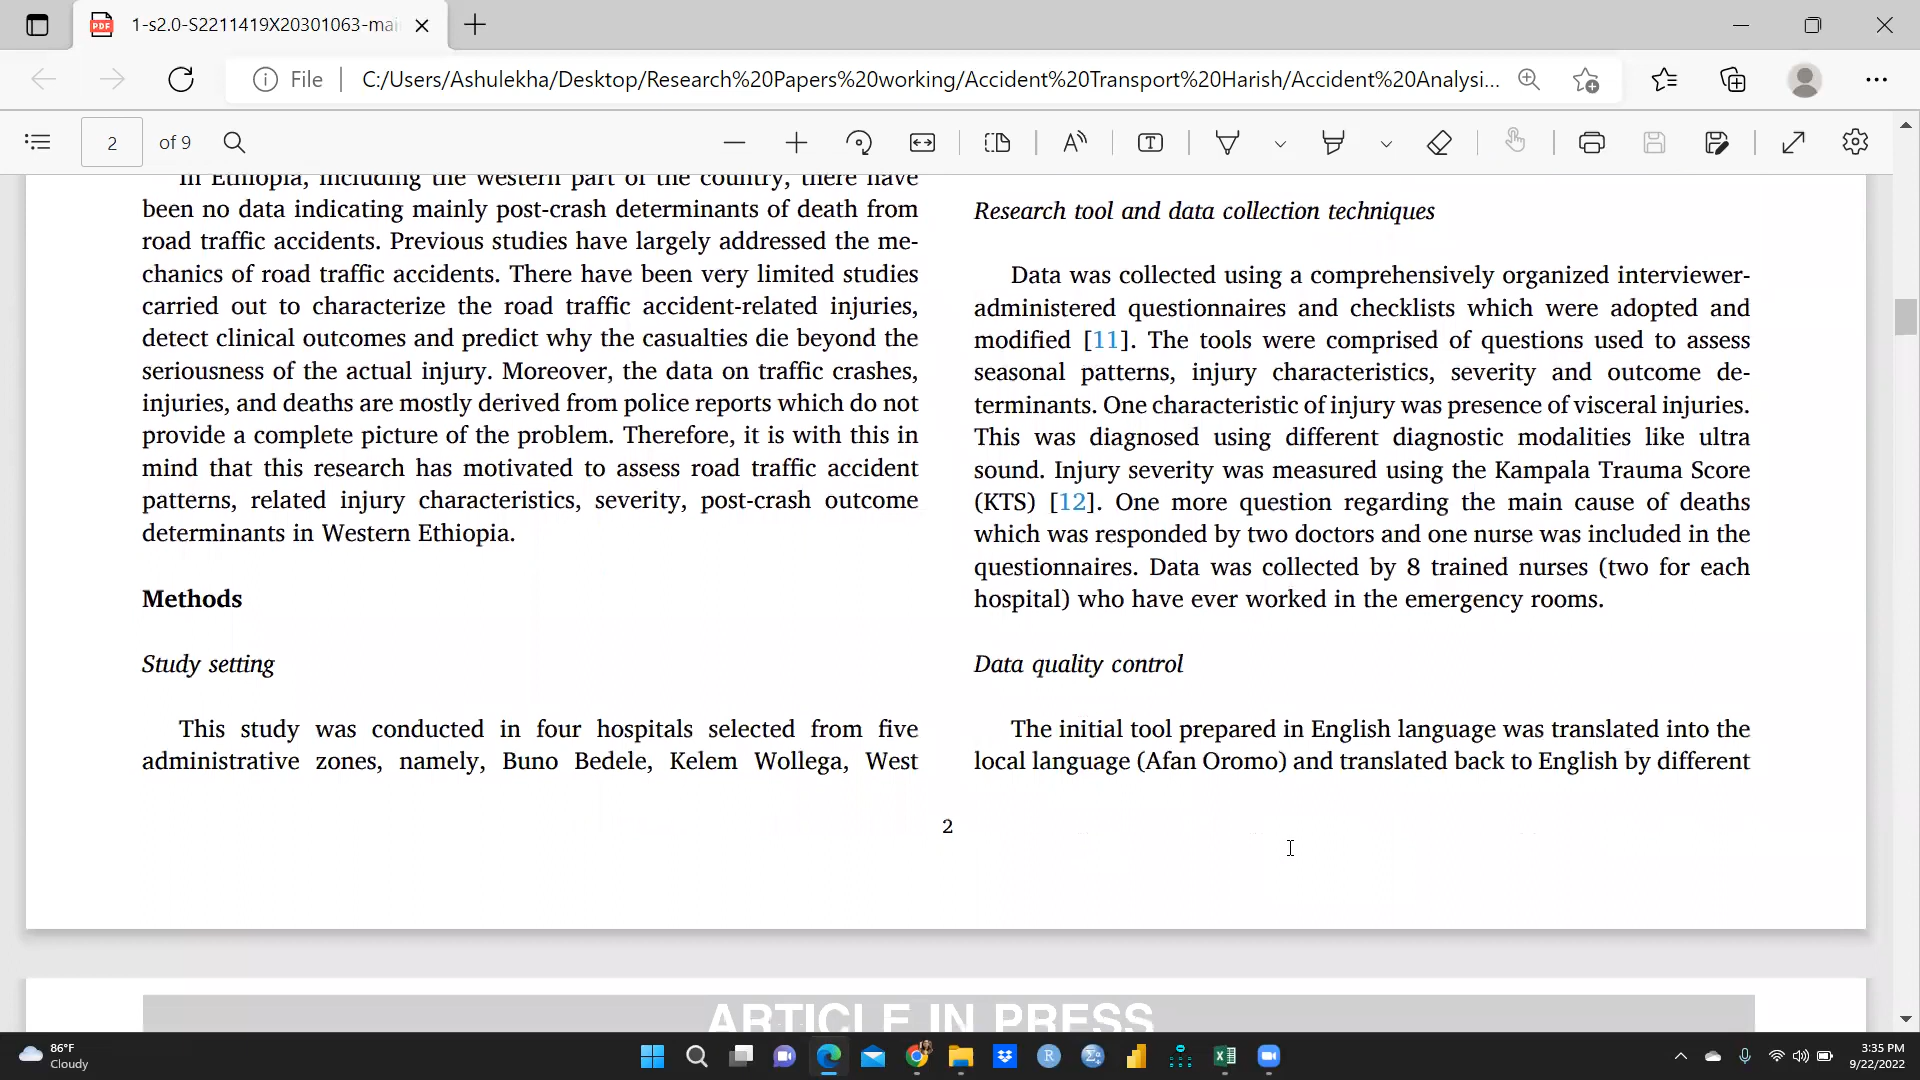 1-s2.0-S2211419X20301063-mai
File
C:/Users/Ashulekha/Desktop/Research%20Papers%20working/Accident%20Transport%20Harish/Accident%20Analysi...
2 of 9
In Ethiopia, including the western part of the country, there have
been no data indicating mainly post-crash determinants of death from
road traffic accidents. Previous studies have largely addressed the me-
chanics of road traffic accidents. There have been very limited studies
carried out to characterize the road traffic accident-related injuries,
detect clinical outcomes and predict why the casualties die beyond the
seriousness of the actual injury. Moreover, the data on traffic crashes,
injuries, and deaths are mostly derived from police reports which do not
provide a complete picture of the problem. Therefore, it is with this in
mind that this research has motivated to assess road traffic accident
patterns, related injury characteristics, severity, post-crash outcome
determinants in Western Ethiopia.
Methods
Study setting
This study was conducted in four hospitals selected from five
administrative zones, namely, Buno Bedele, Kelem Wollega, West
Research tool and data collection techniques
Data was collected using a comprehensively organized interviewer-
administered questionnaires and checklists which were adopted and
modified [11]. The tools were comprised of questions used to assess
seasonal patterns, injury characteristics, severity and outcome de-
terminants. One characteristic of injury was presence of visceral injuries.
This was diagnosed using different diagnostic modalities like ultra
sound. Injury severity was measured using the Kampala Trauma Score
(KTS) [12]. One more question regarding the main cause of deaths
which was responded by two doctors and one nurse was included in the
questionnaires. Data was collected by 8 trained nurses (two for each
hospital) who have ever worked in the emergency rooms.
Data quality control
The initial tool prepared in English language was translated into the
local language (Afan Oromo) and translated back to English by different
2
ARTICLE IN PRESS
86°F
Cloudy
3:35 PM
9/22/2022